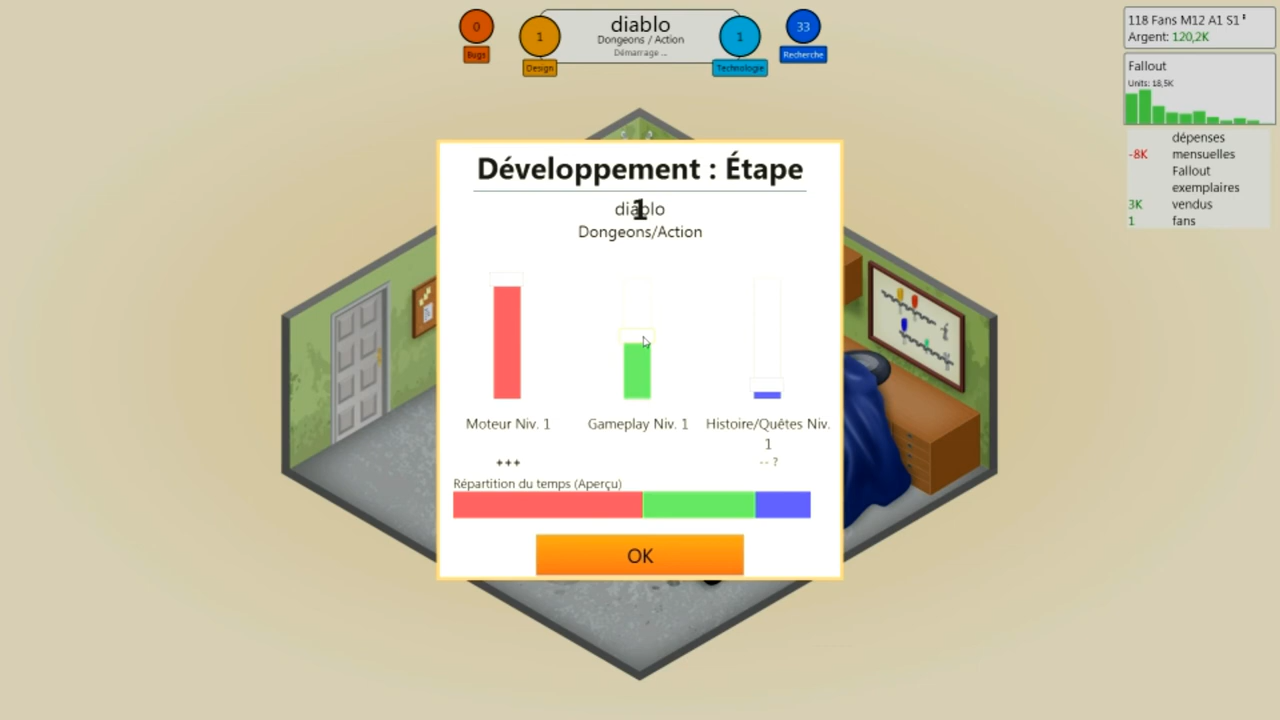 0
Bugs
1
Design
diablo
Dongeons / Action
Démarrage ...
1
Technologie
33
Recherche
118 Fans M12 A1 S1
Argent: 120,2K
Fallout
Units: 18,5K
dépenses
-8K mensuelles
Fallout
exemplaires
3K vendus
1 fans
Développement : Étape
1
diablo
Dongeons/Action
Moteur Niv. 1
Gameplay Niv. 1
Histoire/Quêtes Niv.
1
+++
-- ?
Répartition du temps (Aperçu)
OK